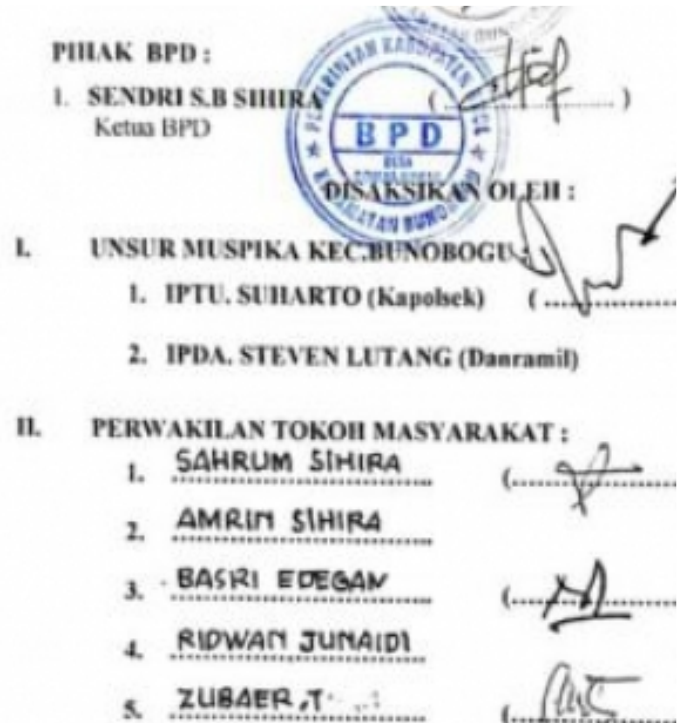 PIHAK BPD :
1. SENDRI S.B SIHIRA (....................)
Ketua BPD
BPD
DISAKSIKAN OLEH :
I. UNSUR MUSPIKA KEC.BUNOBOGU :
1. IPTU. SUHARTO (Kapolsek) (....................
2. IPDA. STEVEN LUTANG (Danramil)
II. PERWAKILAN TOKOH MASYARAKAT :
1. SAHRUM SIHIRA (....................
2. AMRIN SIHIRA
3. BASRI EDEGAN (....................
4. RIDWAN JUNAIDI
5. ZUBAER.T (....................